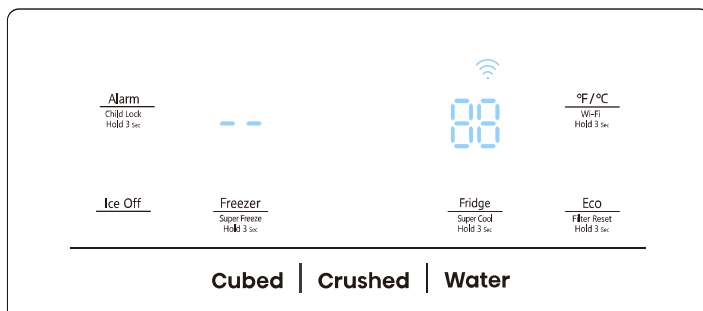 Alarm
Child Lock
Hold 3 Sec
-- 88
°F/°C
Wi-Fi
Hold 3 Sec
Ice Off
Freezer
Super Freeze
Hold 3 Sec
Fridge
Super Cool
Hold 3 Sec
Eco
Filter Reset
Hold 3 Sec
Cubed | Crushed | Water